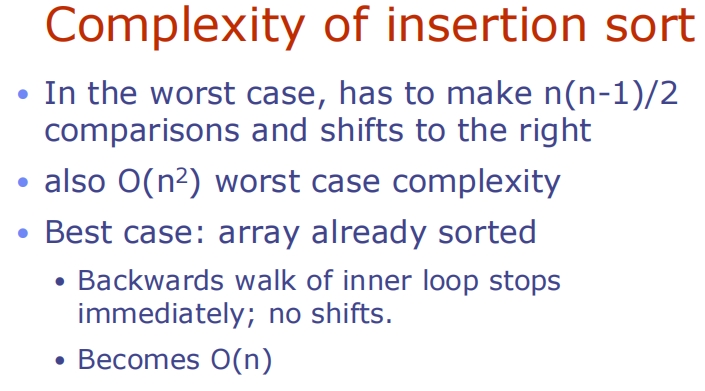 Complexity of insertion sort
• In the worst case, has to make n(n-1)/2
comparisons and shifts to the right
• also O(n²) worst case complexity
• Best case: array already sorted
• Backwards walk of inner loop stops
immediately; no shifts.
• Becomes O(n)